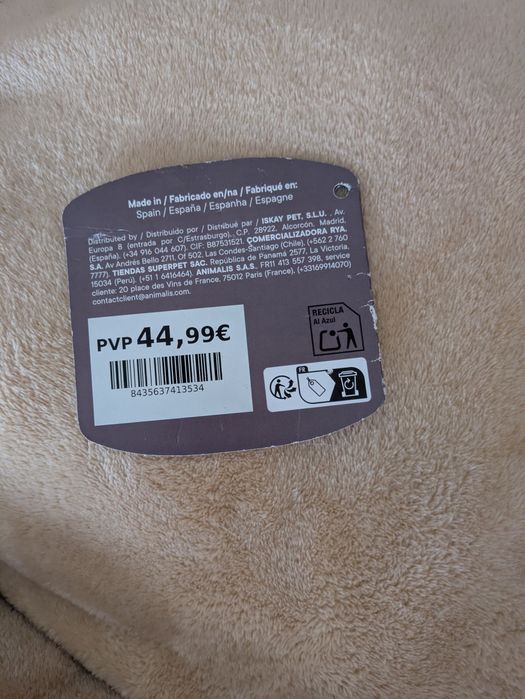 Made in / Fabricado en/na / Fabriqué en:
Spain / España / Espanha / Espagne
Distributed by / Distribuido por / Distribué par / ISKAY PET, S.L.U. . Av.
Europa 8 (entrada por C/Estrasburgo). C.P. 28922. Alcorcón. Madrid.
(España). (+34 916 044 607). CIF: B87531521. COMERCIALIZADORA RYA.
S.A. Av Andrés Bello 2711, Of 502, Las Condes-Santiago (Chile). (+562 2 760
7777). TIENDAS SUPERPET SAC. República de Panamá 2577, La Victoria,
15034 (Perú). (+51 1 6416464). ANIMALIS S.A.S. FR11 413 557 398, service
cliente: 20 place des Vins de France, 75012 Paris (France). (+33169914070)
contactclient@animalis.com
RECICLA
Al Azul
PVP 44,99€
8435637413534
FR